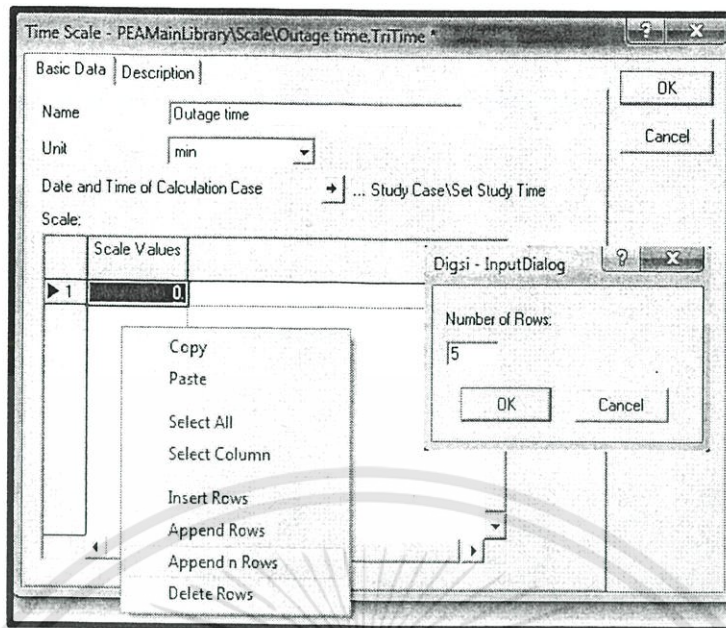 Time Scale - PEAMainLibrary\Scale\Outage time.TriTime *
Basic Data
Description
OK
Cancel
Name
Outage time
Unit
min
Date and Time of Calculation Case
... Study Case\Set Study Time
Scale:
Scale Values
1
0.
Digsi - InputDialog
Number of Rows:
5
OK
Cancel
Copy
Paste
Select All
Select Column
Insert Rows
Append Rows
Append n Rows
Delete Rows